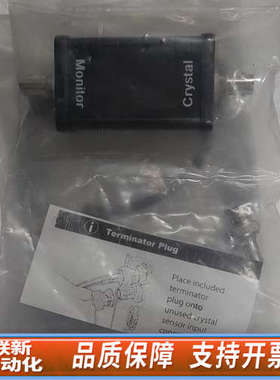 Monitor
Crystal
i Terminator Plug
Place included
terminator
plug onto
unused crystal
sensor input
联新
动化 品质保障 支持开票